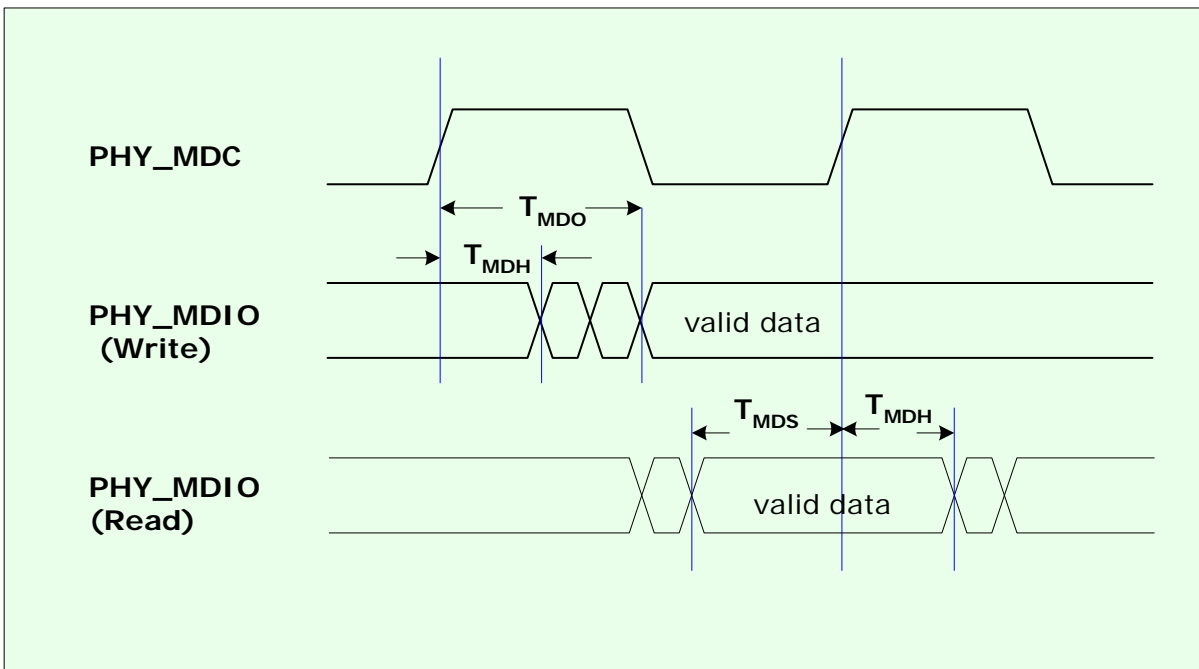 PHY_MDC
TMDO
TMDH
PHY_MDIO
(Write)
valid data
TMDS
TMDH
PHY_MDIO
(Read)
valid data